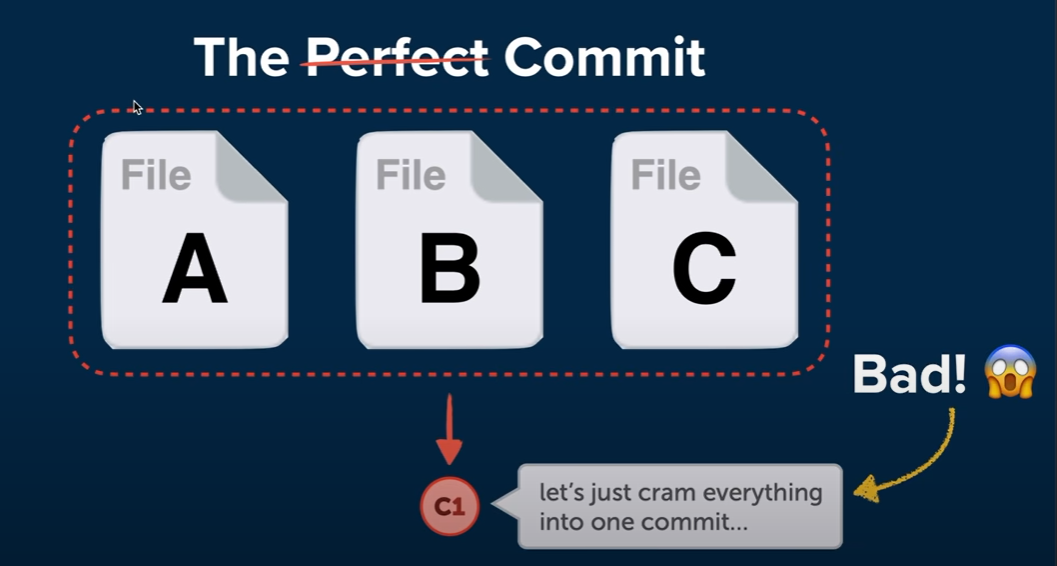 The Perfect Commit
File
A
File
B
File
C
Bad! 😱
C1
let's just cram everything
into one commit...